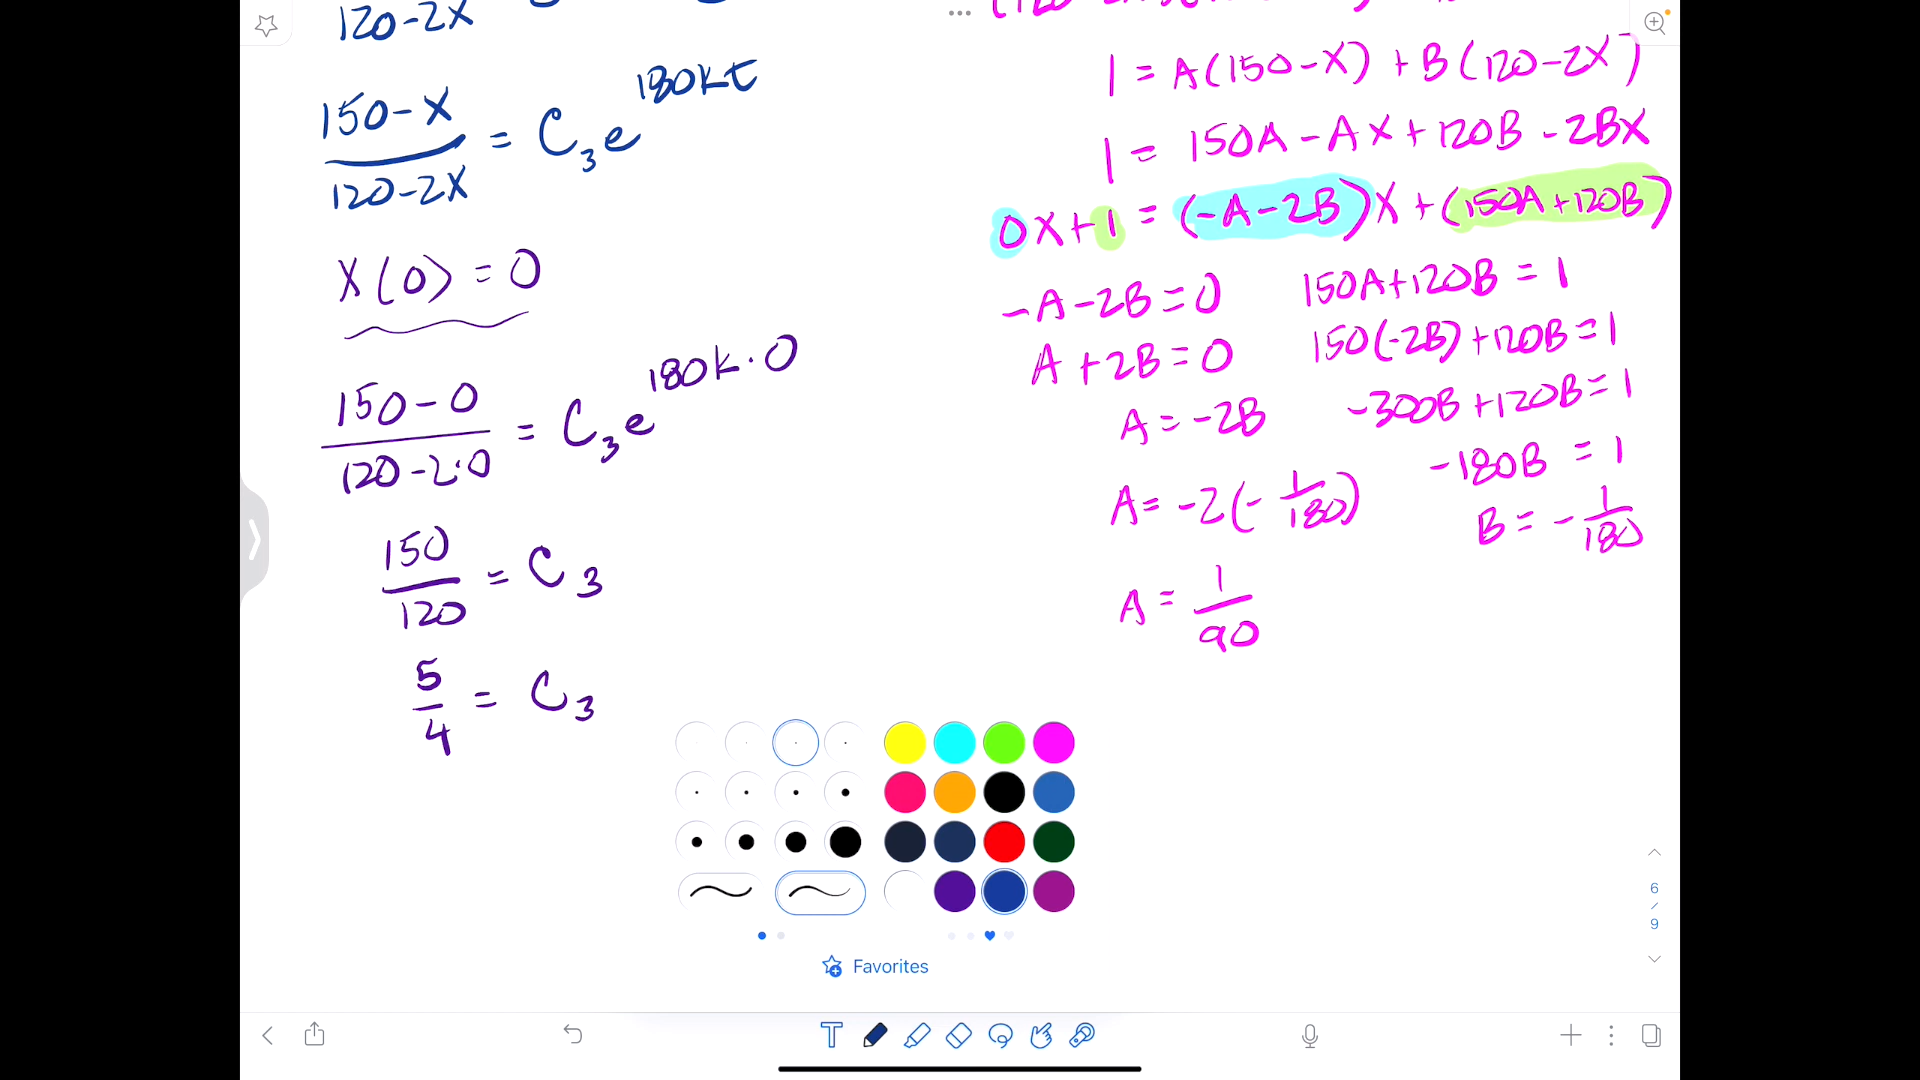 120-2X
150-X / 120-2X = C₃e^180kt
X(0) = 0
150-0 / 120-2·0 = C₃e^180k·0
150/120 = C₃
5/4 = C₃
1 = A(150-X) + B(120-2X)
1 = 150A-AX+120B-2BX
0X+1 = (-A-2B)X+(150A+120B)
-A-2B=0
A+2B=0
A=-2B
A= -2(-1/180)
A= 1/90
150A+120B = 1
150(-2B)+120B=1
-300B+120B=1
-180B = 1
B = -1/180
6
/
9
Favorites
T